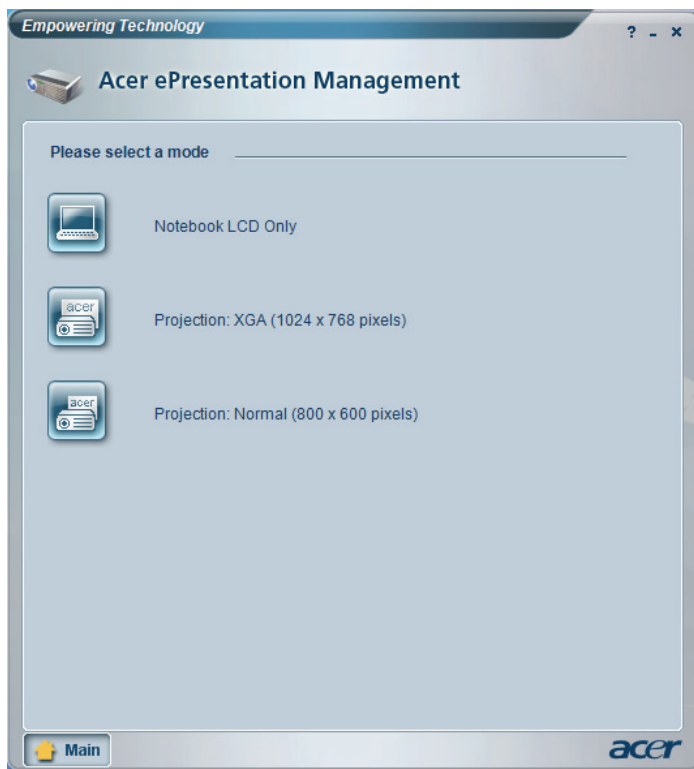 Empowering Technology
? - x
Acer ePresentation Management
Please select a mode
Notebook LCD Only
acer
Projection: XGA (1024 x 768 pixels)
acer
Projection: Normal (800 x 600 pixels)
Main
acer